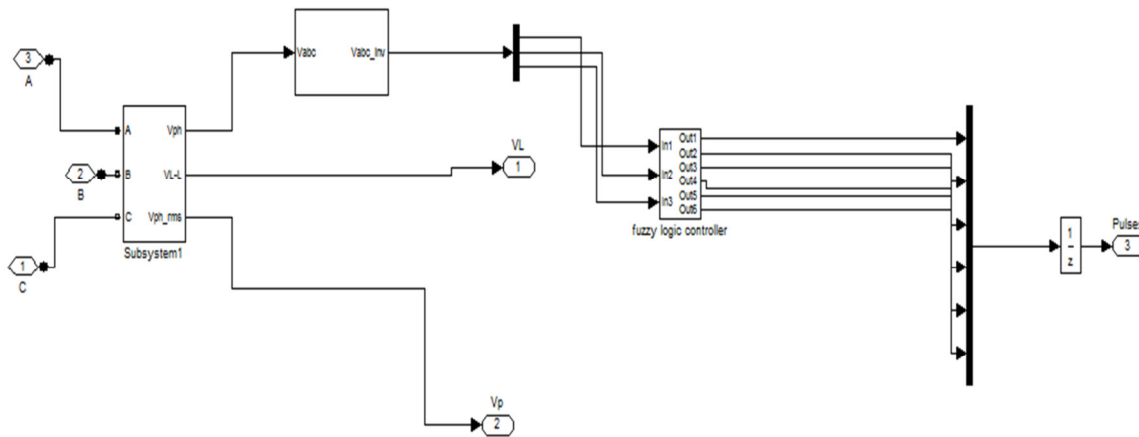 3
A
2
B
1
C
A
B
C
Vph
VL-L
Vph_rms
Subsystem1
Vabc
Vabc_Inv
VL
1
Vp
2
In1
In2
In3
Out1
Out2
Out3
Out4
Out5
Out6
fuzzy logic controller
1
z
Pulses
3